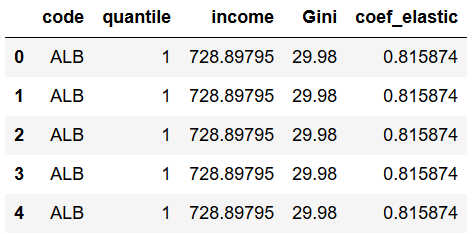 code quantile income Gini coef_elastic
0 ALB 1 728.89795 29.98 0.815874
1 ALB 1 728.89795 29.98 0.815874
2 ALB 1 728.89795 29.98 0.815874
3 ALB 1 728.89795 29.98 0.815874
4 ALB 1 728.89795 29.98 0.815874